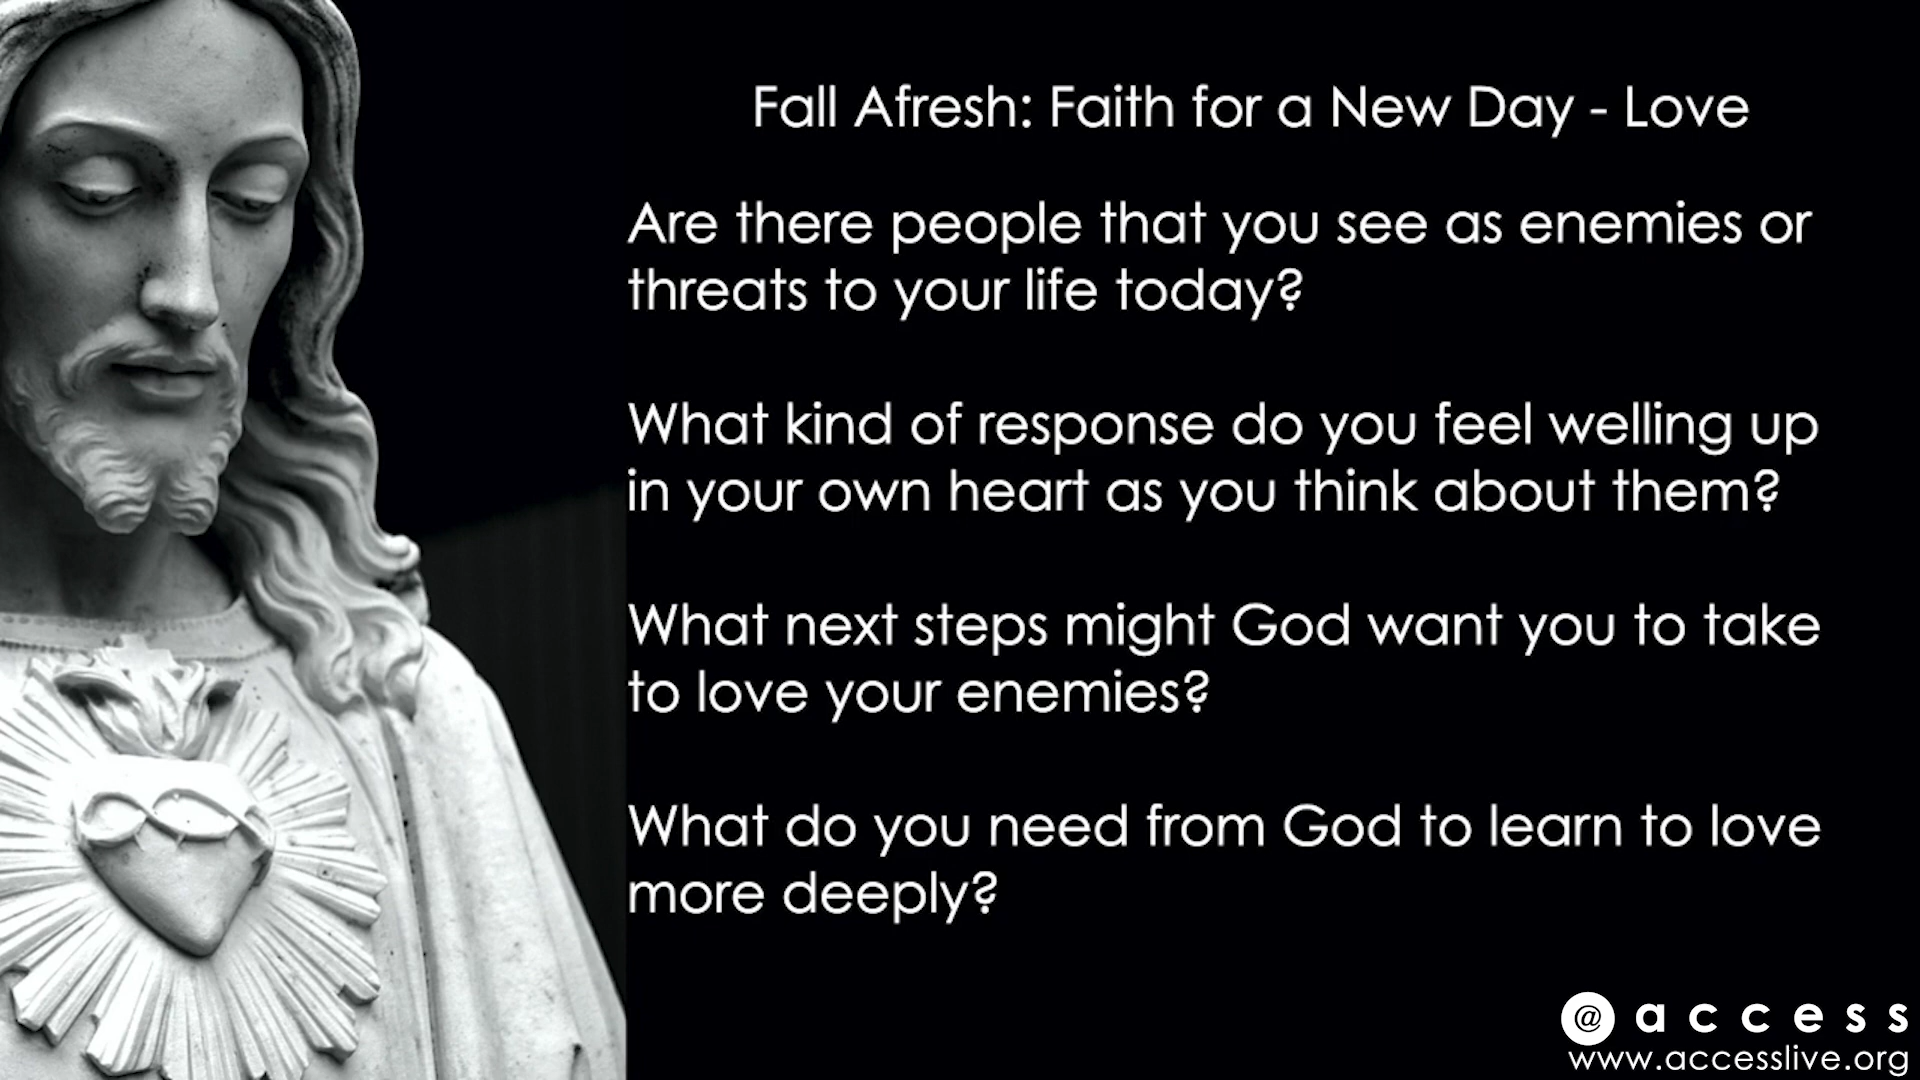 Fall Afresh: Faith for a New Day - Love
Are there people that you see as enemies or
threats to your life today?
What kind of response do you feel welling up
in your own heart as you think about them?
What next steps might God want you to take
to love your enemies?
What do you need from God to learn to love
more deeply?
@ access
www.accesslive.org